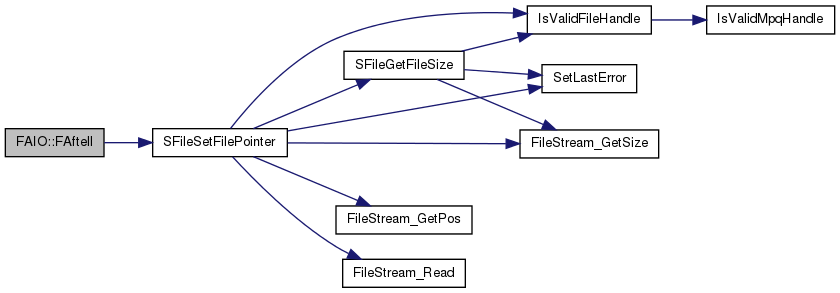 FAIO::FAftell
SFileSetFilePointer
SFileGetFileSize
IsValidFileHandle
IsValidMpqHandle
SetLastError
FileStream_GetSize
FileStream_GetPos
FileStream_Read